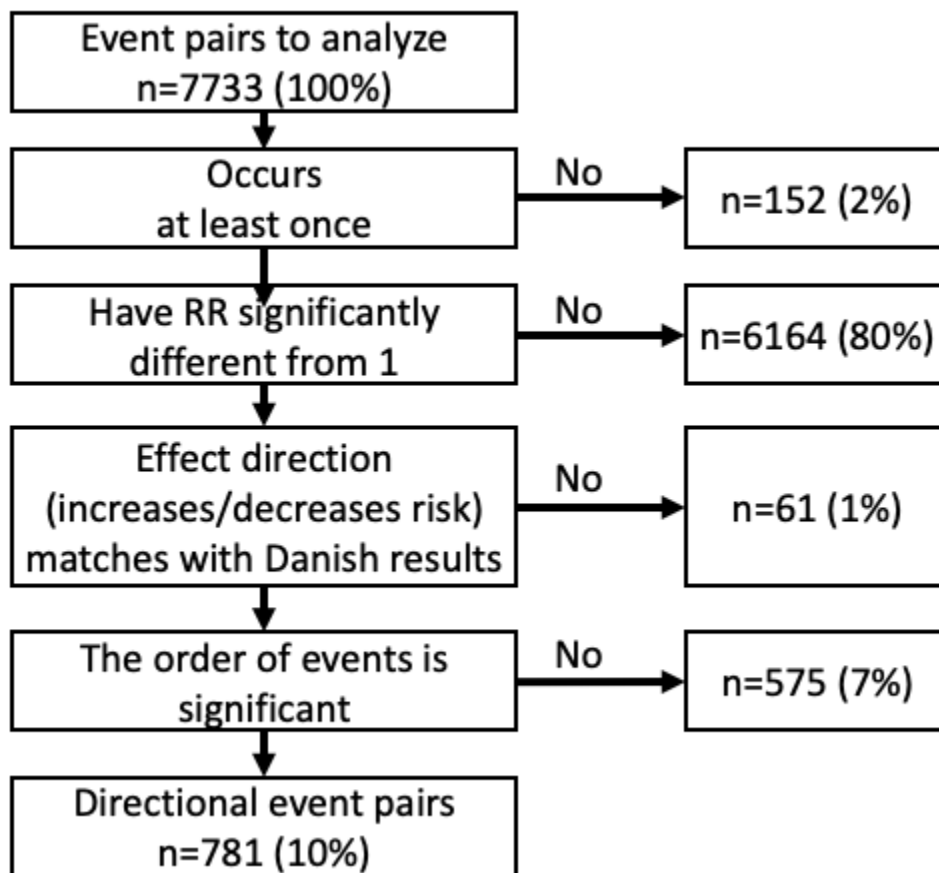 Event pairs to analyze
n=7733 (100%)
Occurs
at least once
No
n=152 (2%)
Have RR significantly
different from 1
No
n=6164 (80%)
Effect direction
(increases/decreases risk)
matches with Danish results
No
n=61 (1%)
The order of events is
significant
No
n=575 (7%)
Directional event pairs
n=781 (10%)